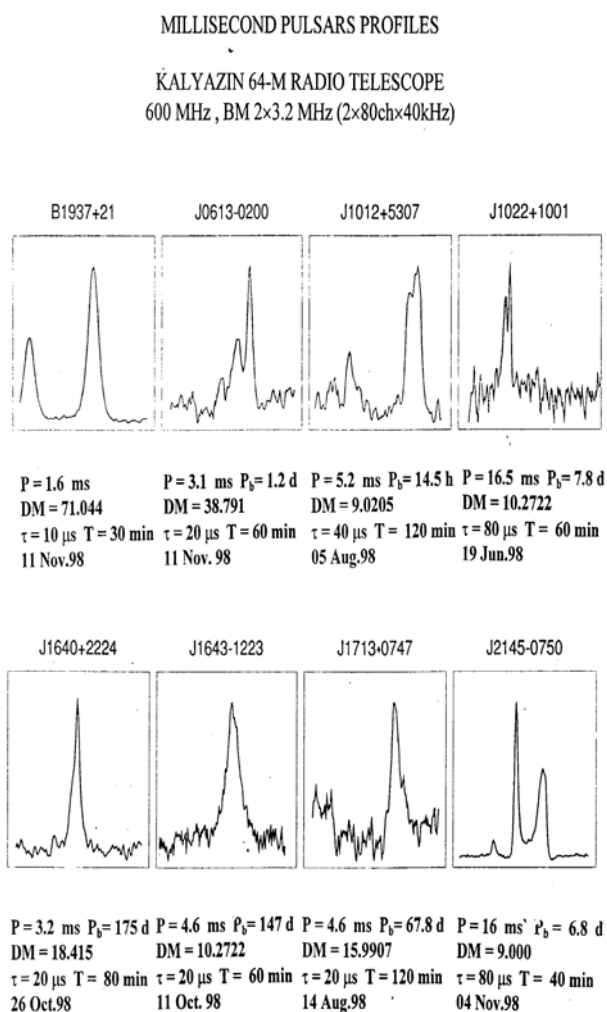 MILLISECOND PULSARS PROFILES
KALYAZIN 64-M RADIO TELESCOPE
600 MHz , BM 2×3.2 MHz (2×80ch×40kHz)
B1937+21 J0613-0200 J1012+5307 J1022+1001
P = 1.6 ms P = 3.1 ms P_b= 1.2 d P = 5.2 ms P_b= 14.5 h P = 16.5 ms P_b= 7.8 d
DM = 71.044 DM = 38.791 DM = 9.0205 DM = 10.2722
τ = 10 μs T = 30 min τ = 20 μs T = 60 min τ = 40 μs T = 120 min τ = 80 μs T = 60 min
11 Nov.98 11 Nov. 98 05 Aug.98 19 Jun.98
J1640+2224 J1643-1223 J1713+0747 J2145-0750
P = 3.2 ms P_b= 175 d P = 4.6 ms P_b= 147 d P = 4.6 ms P_b= 67.8 d P = 16 ms P_b = 6.8 d
DM = 18.415 DM = 10.2722 DM = 15.9907 DM = 9.000
τ = 20 μs T = 80 min τ = 20 μs T = 60 min τ = 20 μs T = 120 min τ = 80 μs T = 40 min
26 Oct.98 11 Oct. 98 14 Aug.98 04 Nov.98